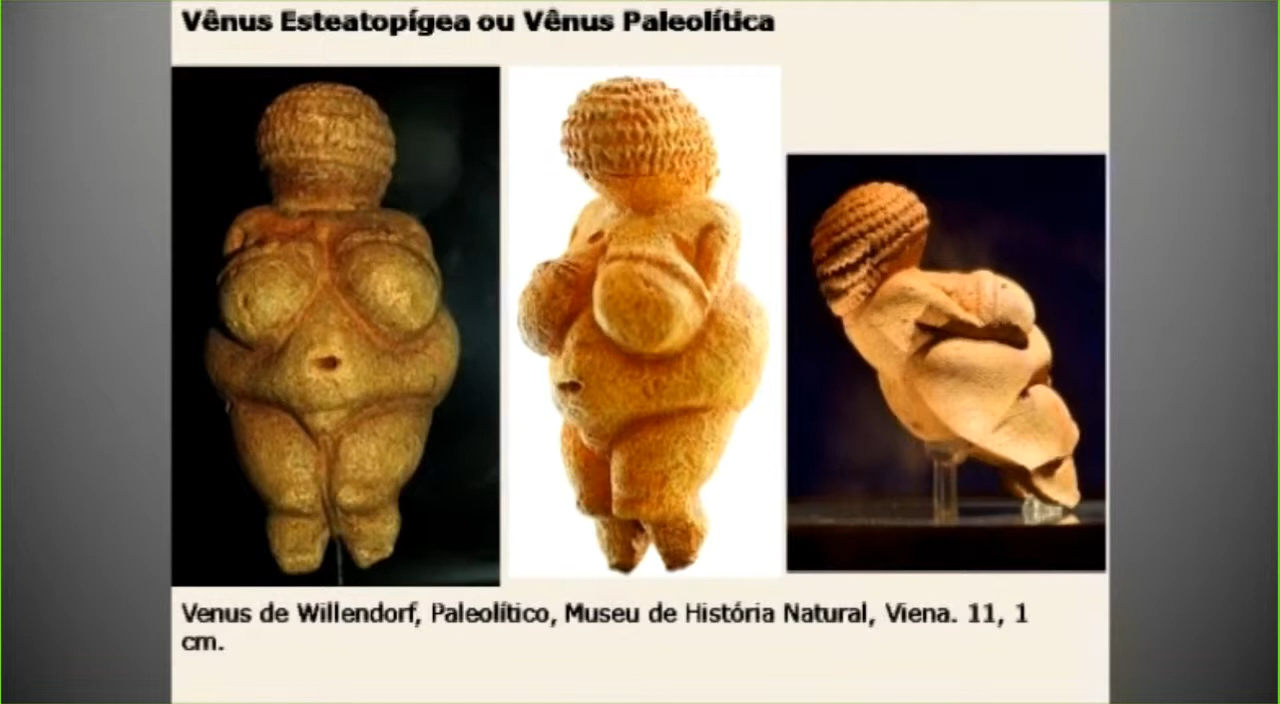 Vênus Esteatopígea ou Vênus Paleolítica
Venus de Willendorf, Paleolítico, Museu de História Natural, Viena. 11, 1
cm.